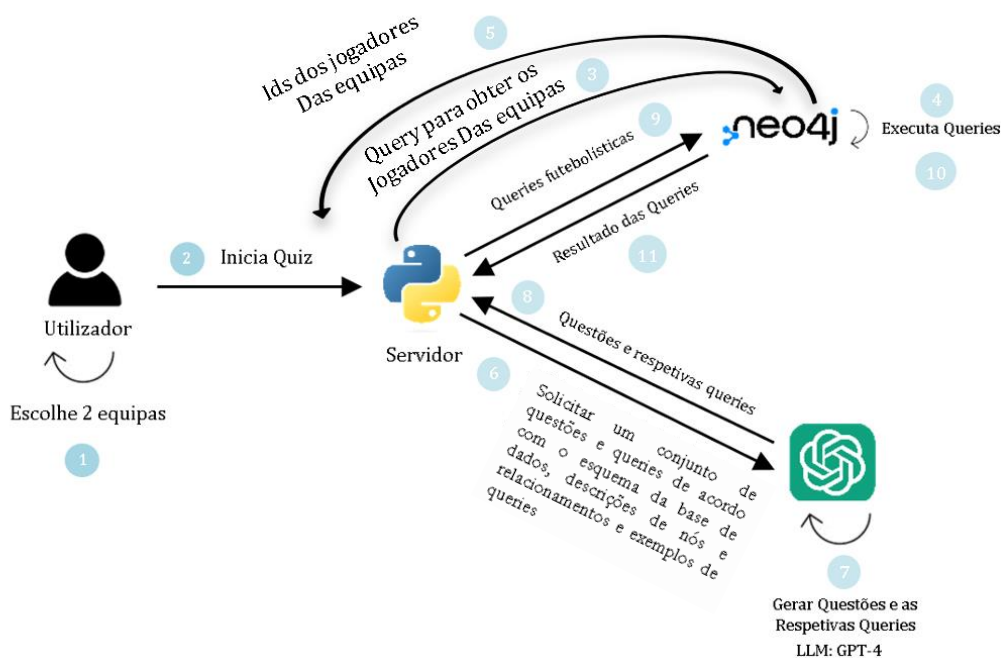 5
Ids dos jogadores
Das equipas
3
Query para obter os
Jogadores Das equipas
9
Queries futebolísticas
neo4j
4
Executa Queries
10
Resultado das Queries
11
2
Inicia Quiz
Utilizador
Servidor
8
Questões e respetivas queries
6
Escolhe 2 equipas
1
Solicitar um conjunto de
questões e queries de acordo
com o esquema da base de
dados, descrições de nós e
relacionamentos e exemplos de
queries
7
Gerar Questões e as
Respetivas Queries
LLM: GPT-4